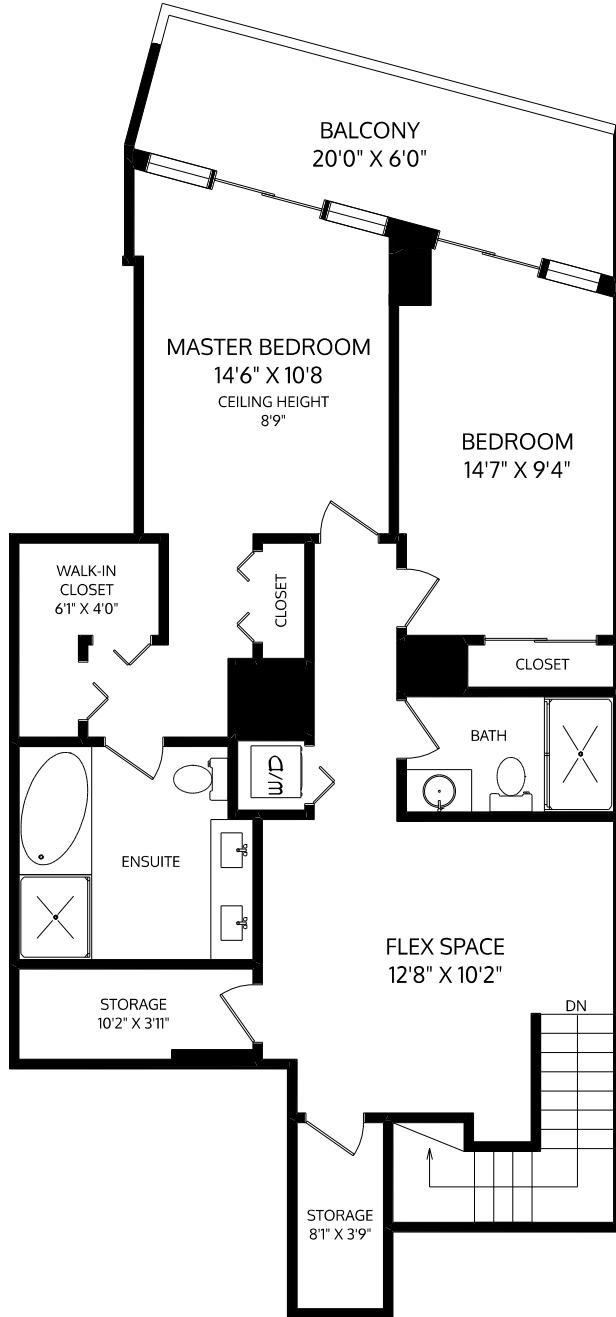 BALCONY
20'0" X 6'0"
MASTER BEDROOM
14'6" X 10'8
CEILING HEIGHT
8'9"
BEDROOM
14'7" X 9'4"
WALK-IN
CLOSET
6'1" X 4'0"
CLOSET
CLOSET
BATH
W/D
ENSUITE
FLEX SPACE
12'8" X 10'2"
STORAGE
10'2" X 3'11"
DN
STORAGE
8'1" X 3'9"